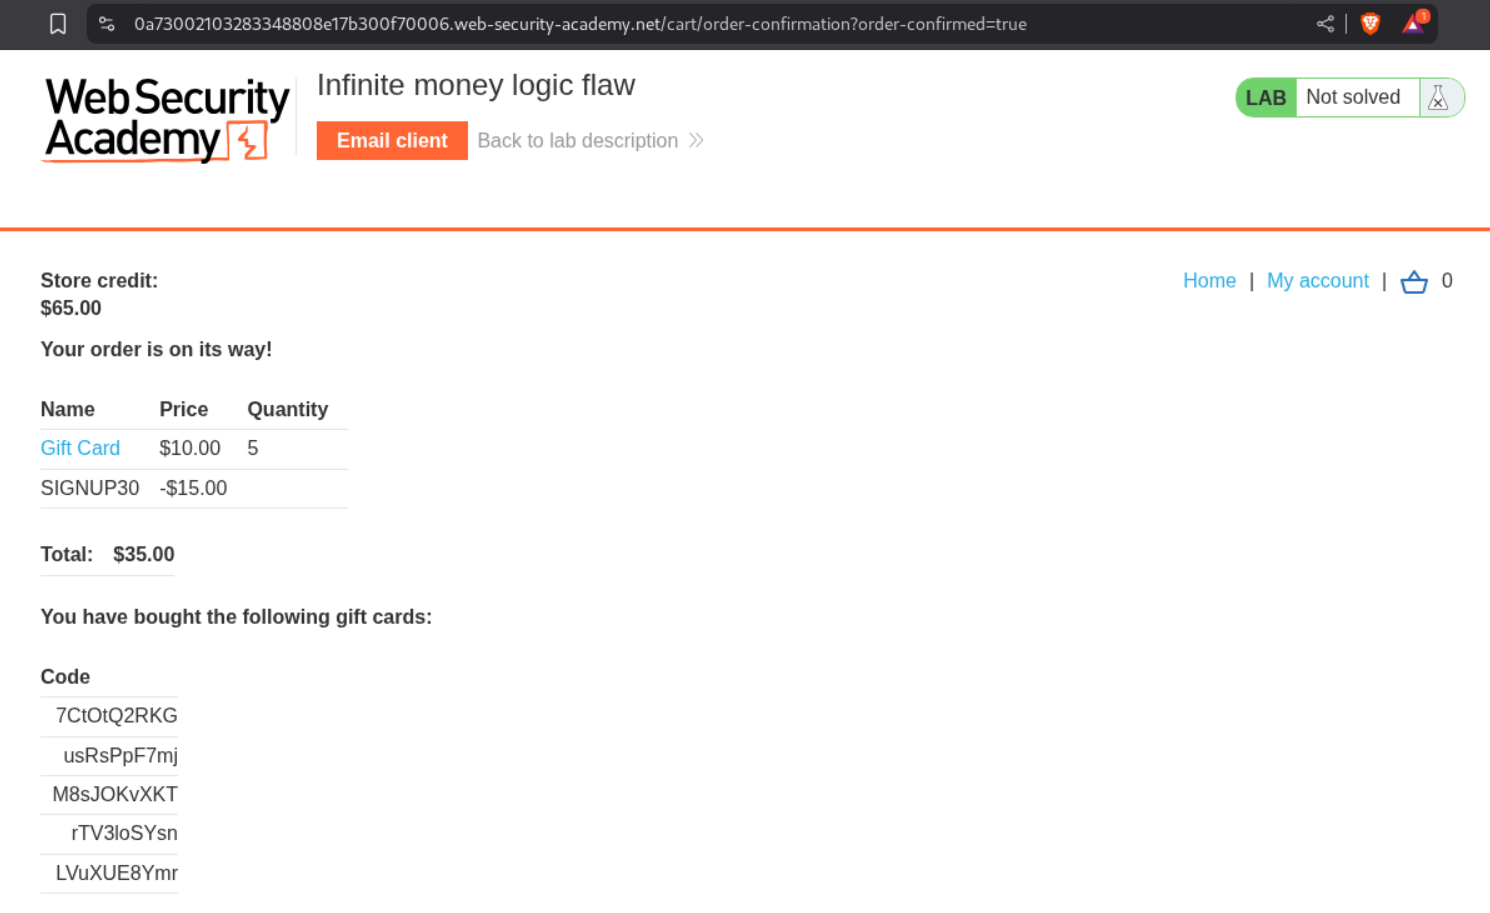 0a73002103283348808e17b300f70006.web-security-academy.net/cart/order-confirmation?order-confirmed=true
1
WebSecurity
Academy
Infinite money logic flaw
Email client Back to lab description
LAB Not solved
Store credit:
$65.00
Home | My account | 0
Your order is on its way!
Name Price Quantity
Gift Card $10.00 5
SIGNUP30 -$15.00
Total: $35.00
You have bought the following gift cards:
Code
7CtOtQ2RKG
usRsPpF7mj
M8sJOKvXKT
rTV3loSYsn